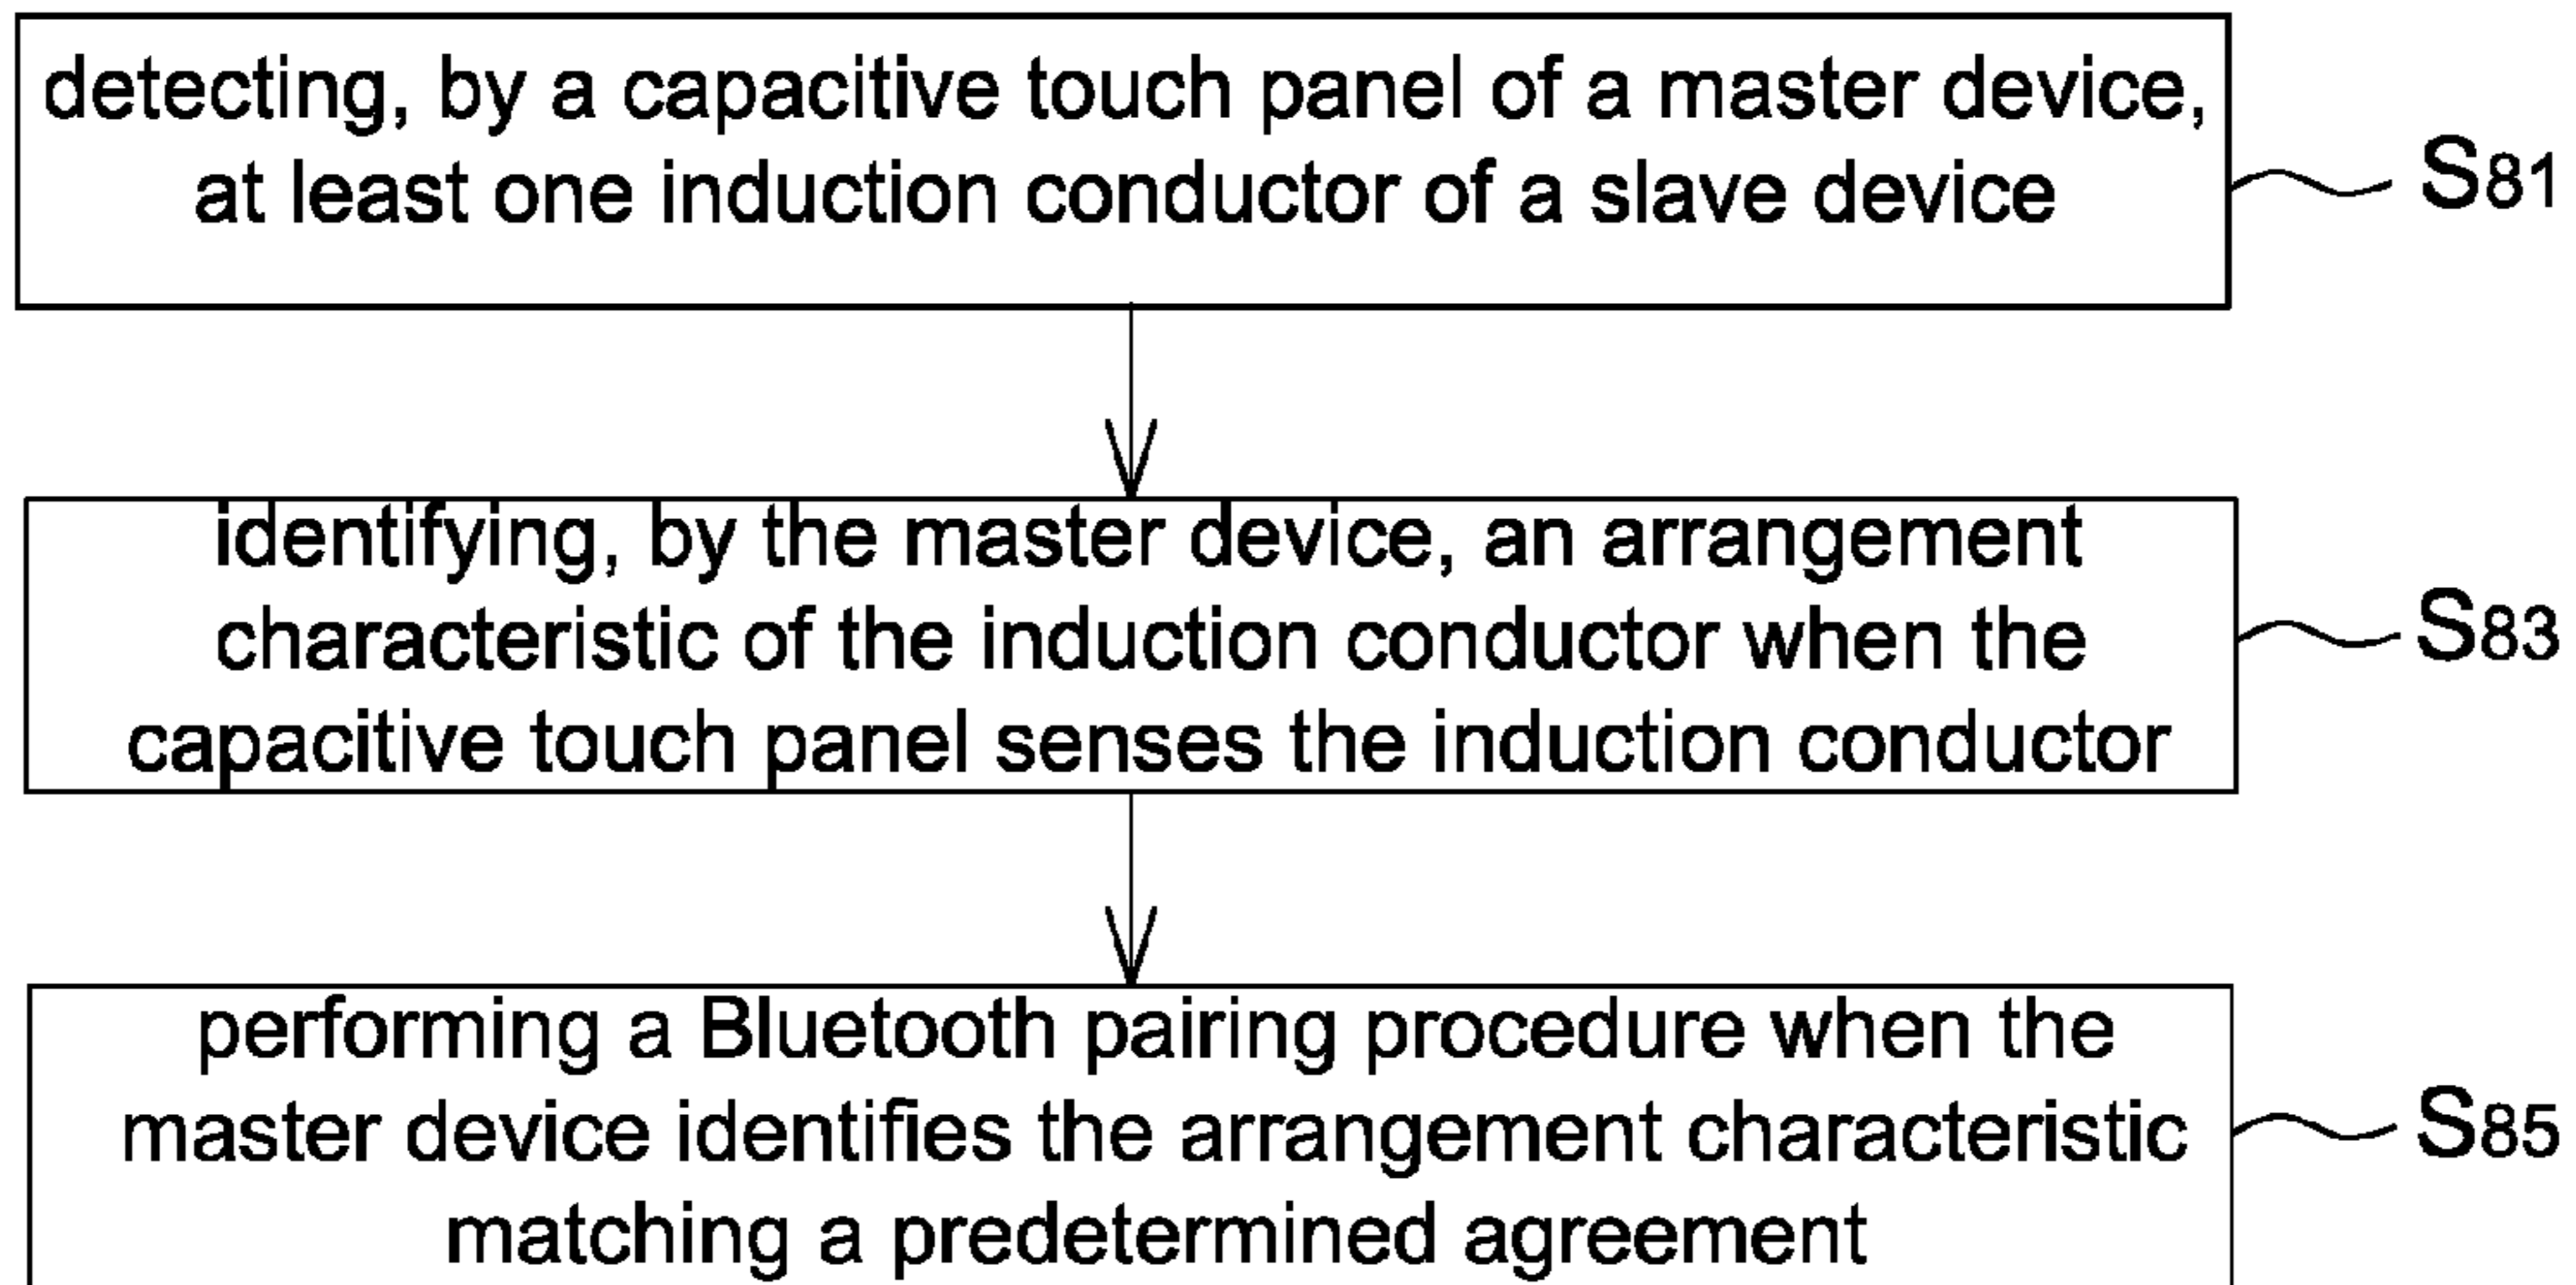 detecting, by a capacitive touch panel of a master device,
at least one induction conductor of a slave device
S81
identifying, by the master device, an arrangement
characteristic of the induction conductor when the
capacitive touch panel senses the induction conductor
S83
performing a Bluetooth pairing procedure when the
master device identifies the arrangement characteristic
matching a predetermined agreement
S85